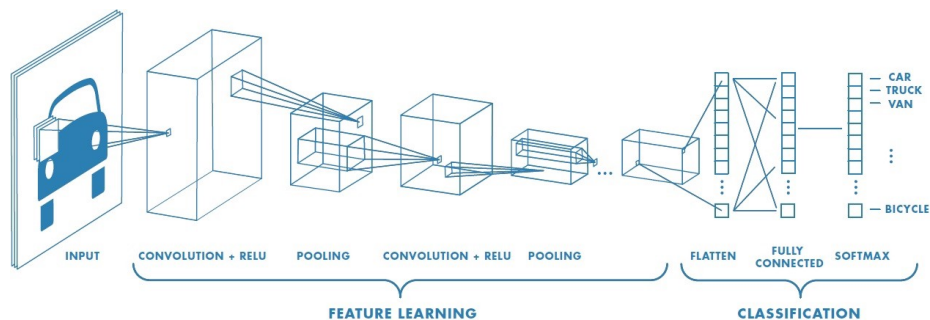 CAR
TRUCK
VAN
BICYCLE
INPUT
CONVOLUTION + RELU
POOLING
CONVOLUTION + RELU
POOLING
FLATTEN
FULLY
CONNECTED
SOFTMAX
FEATURE LEARNING
CLASSIFICATION